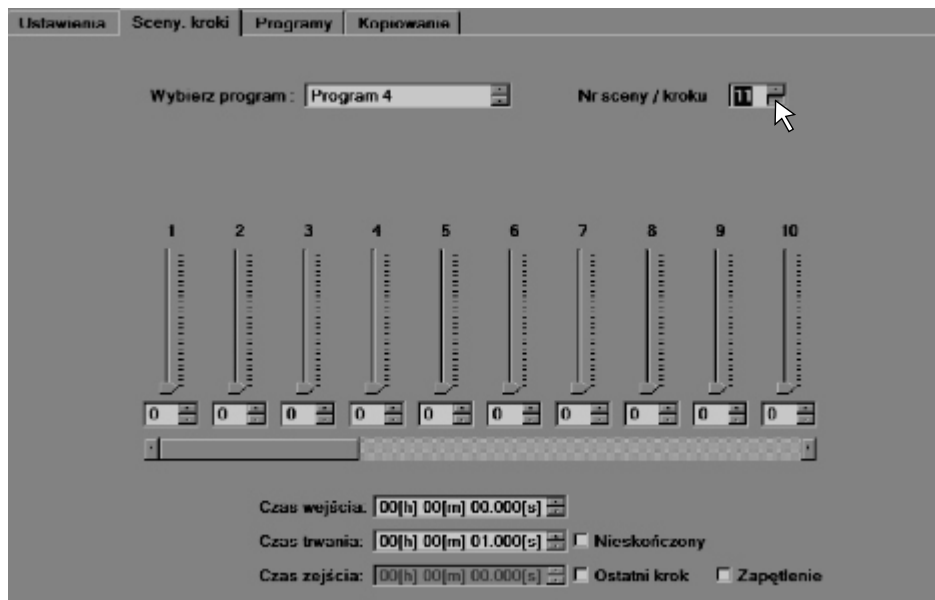 Ustawienia Sceny, kroki Programy Kopiowanie
Wybierz program : Program 4 Nr sceny / kroku 11
1 2 3 4 5 6 7 8 9 10
0 0 0 0 0 0 0 0 0 0
Czas wejścia: 00[h] 00[m] 00.000[s]
Czas trwania: 00[h] 00[m] 01.000[s] Nieskończony
Czas zejścia: 00[h] 00[m] 00.000[s] Ostatni krok Zapętlenie